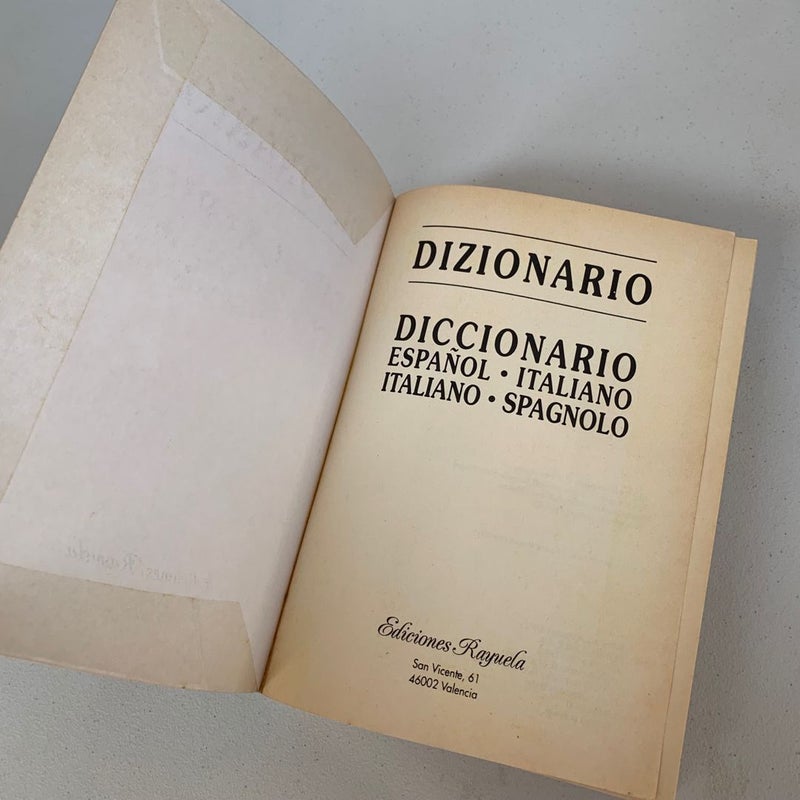 DIZIONARIO
DICCIONARIO
ESPAÑOL • ITALIANO
ITALIANO • SPAGNOLO
Ediciones Rayuela
San Vicente, 61
46002 Valencia